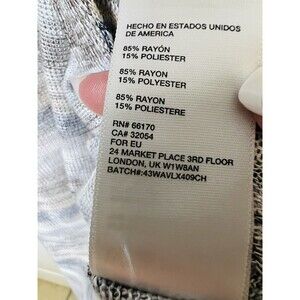 HECHO EN ESTADOS UNIDOS
DE AMERICA
85% RAYÓN
15% POLIESTER
85% RAYON
15% POLYESTER
85% RAYON
15% POLIESTERE
RN# 66170
CA# 32054
FOR EU
24 MARKET PLACE 3RD FLOOR
LONDON, UK W1W8AN
BATCH#:43WAVLX409CH